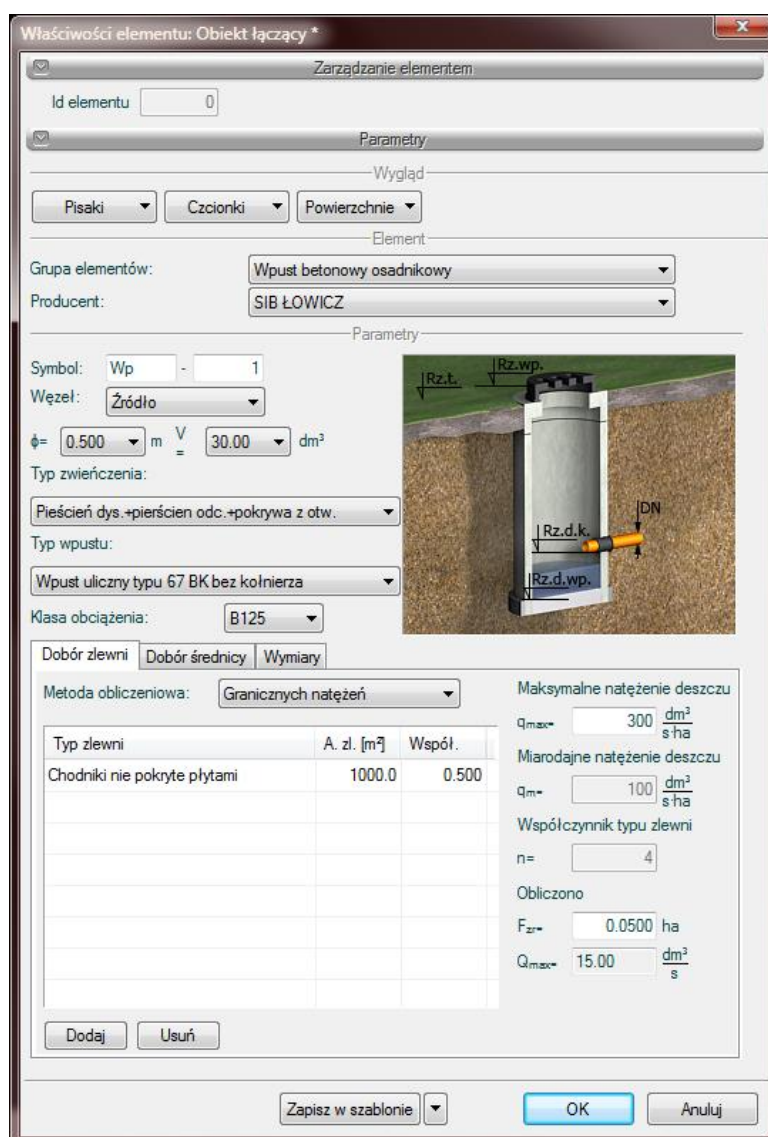 Właściwości elementu: Obiekt łączący *
Zarządzanie elementem
Id elementu 0
Parametry
Wygląd
Pisaki Czcionki Powierzchnie
Element
Grupa elementów: Wpust betonowy osadnikowy
Producent: SIB ŁOWICZ
Parametry
Symbol: Wp - 1
Węzeł: Źródło
ϕ= 0.500 m V = 30.00 dm³
Typ zwieńczenia:
Pieścień dys.+pierścien odc.+pokrywa z otw.
Typ wpustu:
Wpust uliczny typu 67 BK bez kołnierza
Klasa obciążenia: B125
Rz.t. Rz.wp.
DN
Rz.d.k.
Rz.d.wp.
Dobór zlewni Dobór średnicy Wymiary
Metoda obliczeniowa: Granicznych natężeń
Typ zlewni A. zl. [m²] Współ.
Chodniki nie pokryte płytami 1000.0 0.500
Maksymalne natężenie deszczu
qmax= 300 dm³/s·ha
Miarodajne natężenie deszczu
qm= 100 dm³/s·ha
Współczynnik typu zlewni
n= 4
Obliczono
Fzr= 0.0500 ha
Qmax= 15.00 dm³/s
Dodaj Usuń
Zapisz w szablonie OK Anuluj